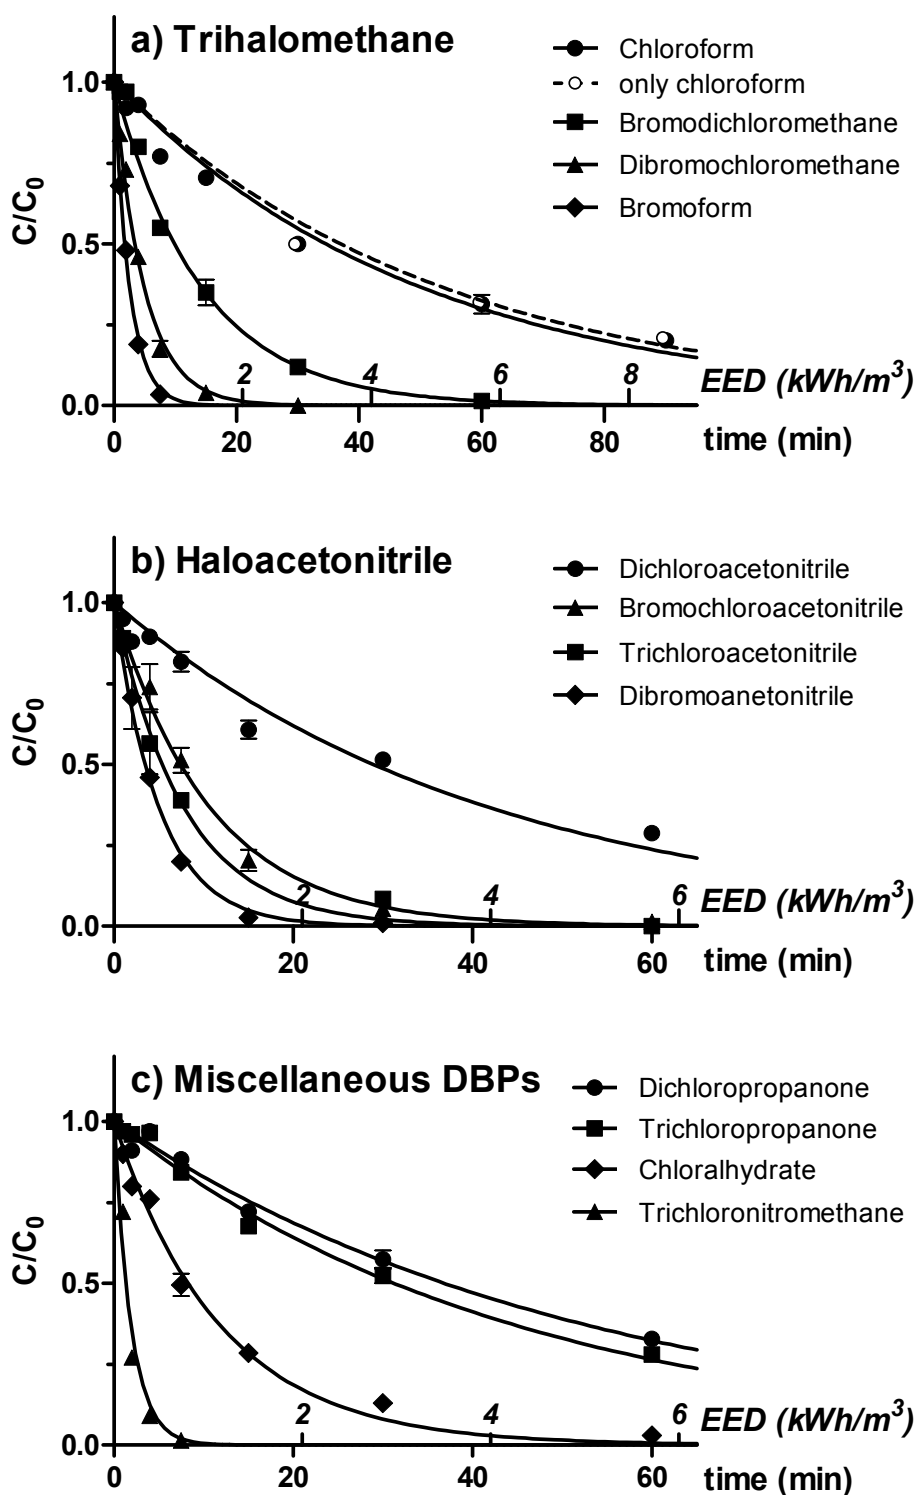 a) Trihalomethane
Chloroform
only chloroform
Bromodichloromethane
Dibromochloromethane
Bromoform
C/C0
1.0
0.5
0.0
2
4
6
8
EED (kWh/m3)
0
20
40
60
80
time (min)
b) Haloacetonitrile
Dichloroacetonitrile
Bromochloroacetonitrile
Trichloroacetonitrile
Dibromoanetonitrile
C/C0
1.0
0.5
0.0
2
4
6
EED (kWh/m3)
0
20
40
60
time (min)
c) Miscellaneous DBPs
Dichloropropanone
Trichloropropanone
Chloralhydrate
Trichloronitromethane
C/C0
1.0
0.5
0.0
2
4
6
EED (kWh/m3)
0
20
40
60
time (min)